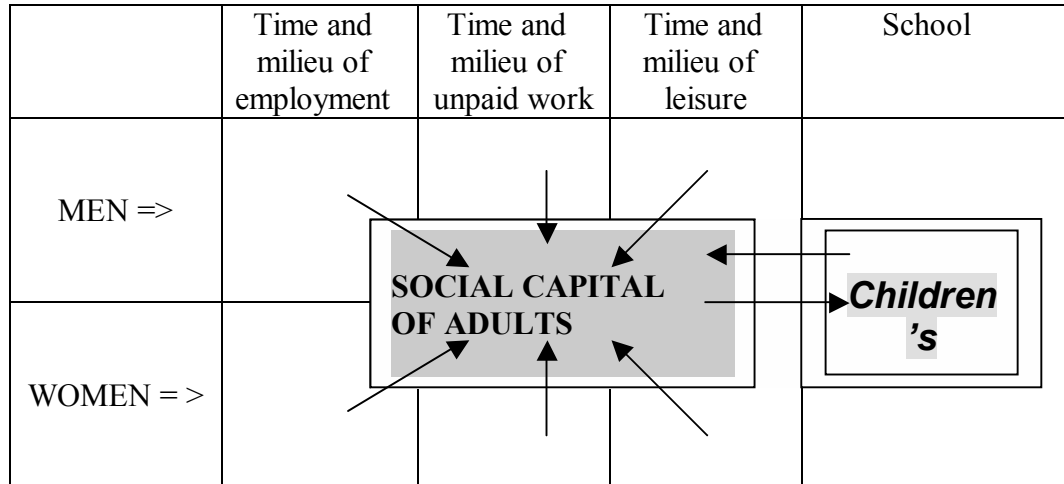 Time and
milieu of
employment
Time and
milieu of
unpaid work
Time and
milieu of
leisure
School
MEN =>
SOCIAL CAPITAL
OF ADULTS
Children
’s
WOMEN = >